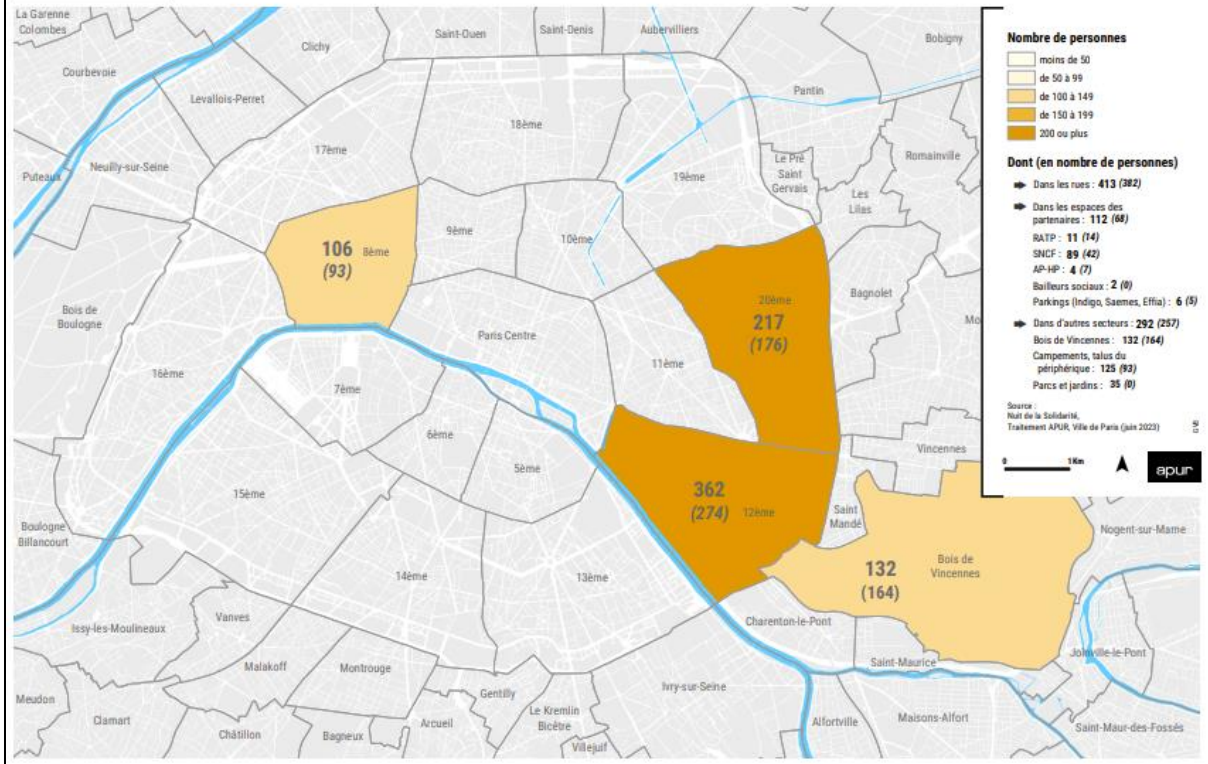 La Garenne
Colombes
Clichy
Saint-Ouen
Saint-Denis
Aubervilliers
Bobigny
Courbevoie
Levallois-Perret
Pantin
18ème
17ème
Neuilly-sur-Seine
Puteaux
19ème
Le Pré
Saint
Gervais
Romainville
Les
Lilas
106 8ème
(93)
9ème
10ème
Bois de
Boulogne
20ème
217
(176)
Bagnolet
Mo
Paris Centre
11ème
16ème
7ème
6ème
5ème
Vincennes
15ème
362
(274) 12ème
Saint
Mandé
Boulogne
Billancourt
Nogent-sur-Marne
14ème
13ème
132
(164)
Bois de
Vincennes
Issy-les-Moulineaux
Vanves
Charenton-le-Pont
Malakoff
Montrouge
Saint-Maurice
Joinville-le-Pont
Meudon
Gentilly
Ivry-sur-Seine
Clamart
Arcueil
Le Kremlin
Bicêtre
Alfortville
Maisons-Alfort
Saint-Maur-des-Fossés
Châtillon
Bagneux
Villejuif
Nombre de personnes
moins de 50
de 50 à 99
de 100 à 149
de 150 à 199
200 ou plus
Dont (en nombre de personnes)
Dans les rues : 413 (382)
Dans les espaces des
partenaires : 112 (68)
RATP : 11 (14)
SNCF : 89 (42)
AP-HP : 4 (7)
Bailleurs sociaux : 2 (0)
Parkings (Indigo, Saemes, Effia) : 6 (5)
Dans d'autres secteurs : 292 (257)
Bois de Vincennes : 132 (164)
Campements, talus du
périphérique : 125 (93)
Parcs et jardins : 35 (0)
Source :
Nuit de la Solidarité,
Traitement APUR, Ville de Paris (juin 2023)
0 1Km
apur